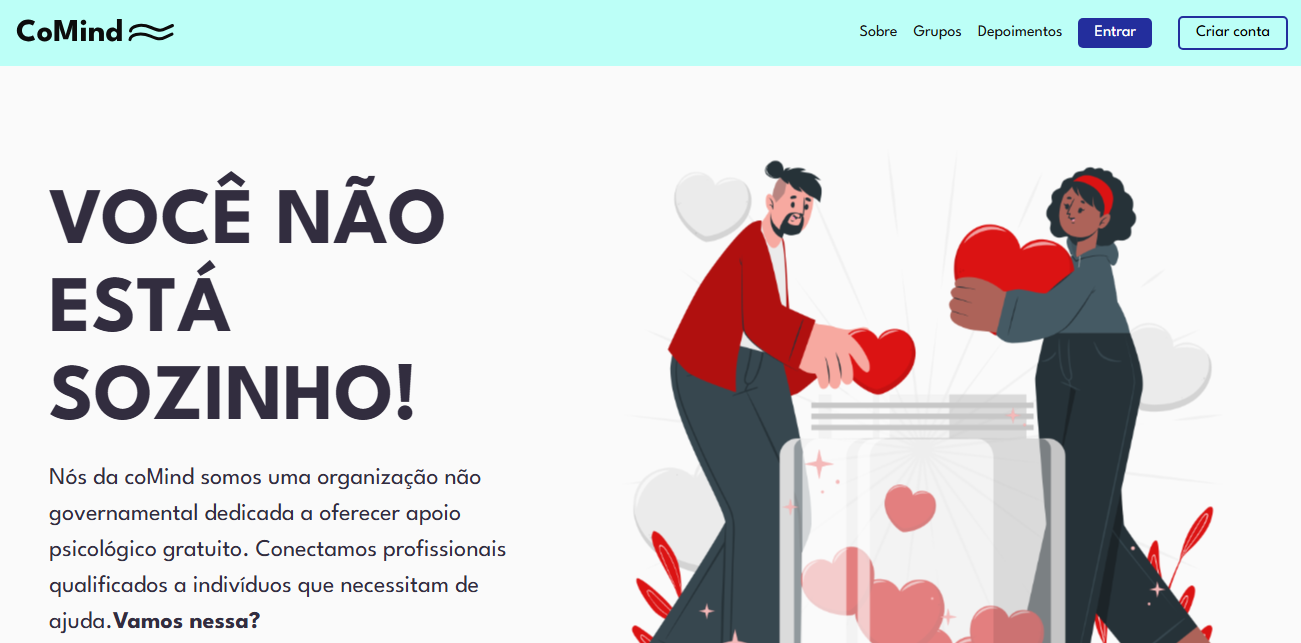 CoMind
Sobre Grupos Depoimentos Entrar Criar conta
VOCÊ NÃO
ESTÁ
SOZINHO!
Nós da coMind somos uma organização não
governamental dedicada a oferecer apoio
psicológico gratuito. Conectamos profissionais
qualificados a indivíduos que necessitam de
ajuda.Vamos nessa?